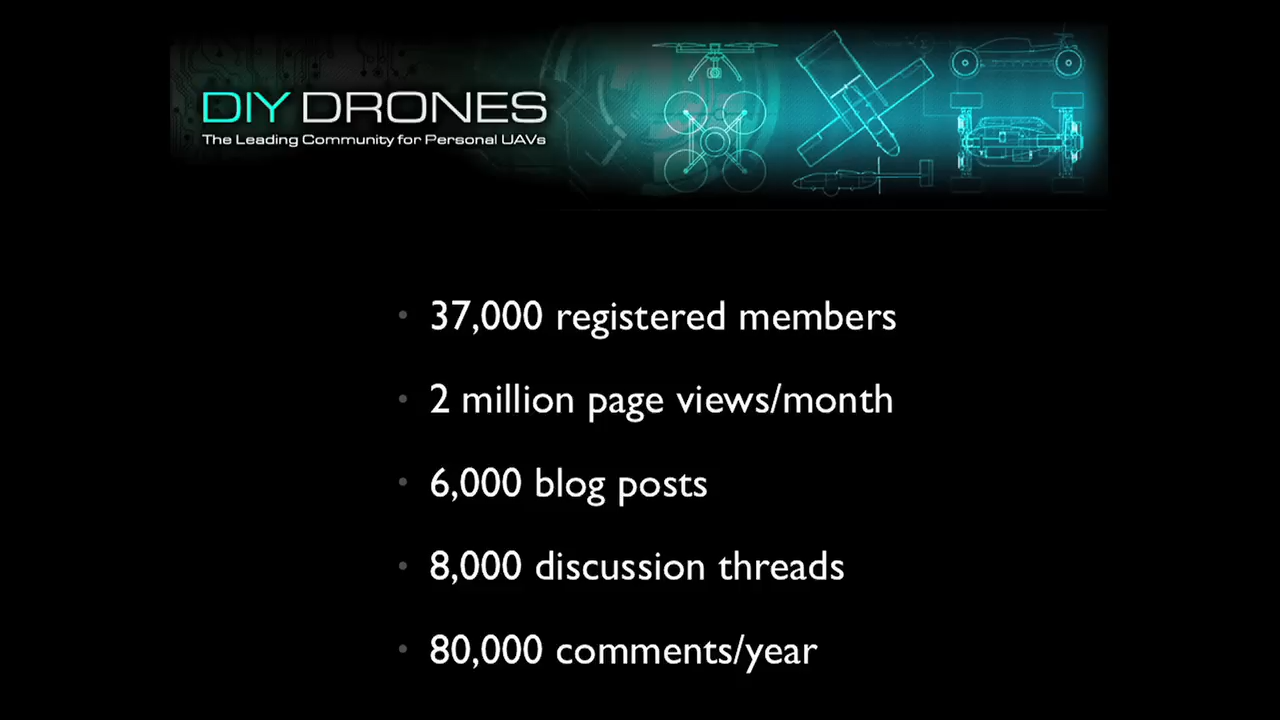 DIY DRONES
The Leading Community for Personal UAVs
• 37,000 registered members
• 2 million page views/month
• 6,000 blog posts
• 8,000 discussion threads
• 80,000 comments/year